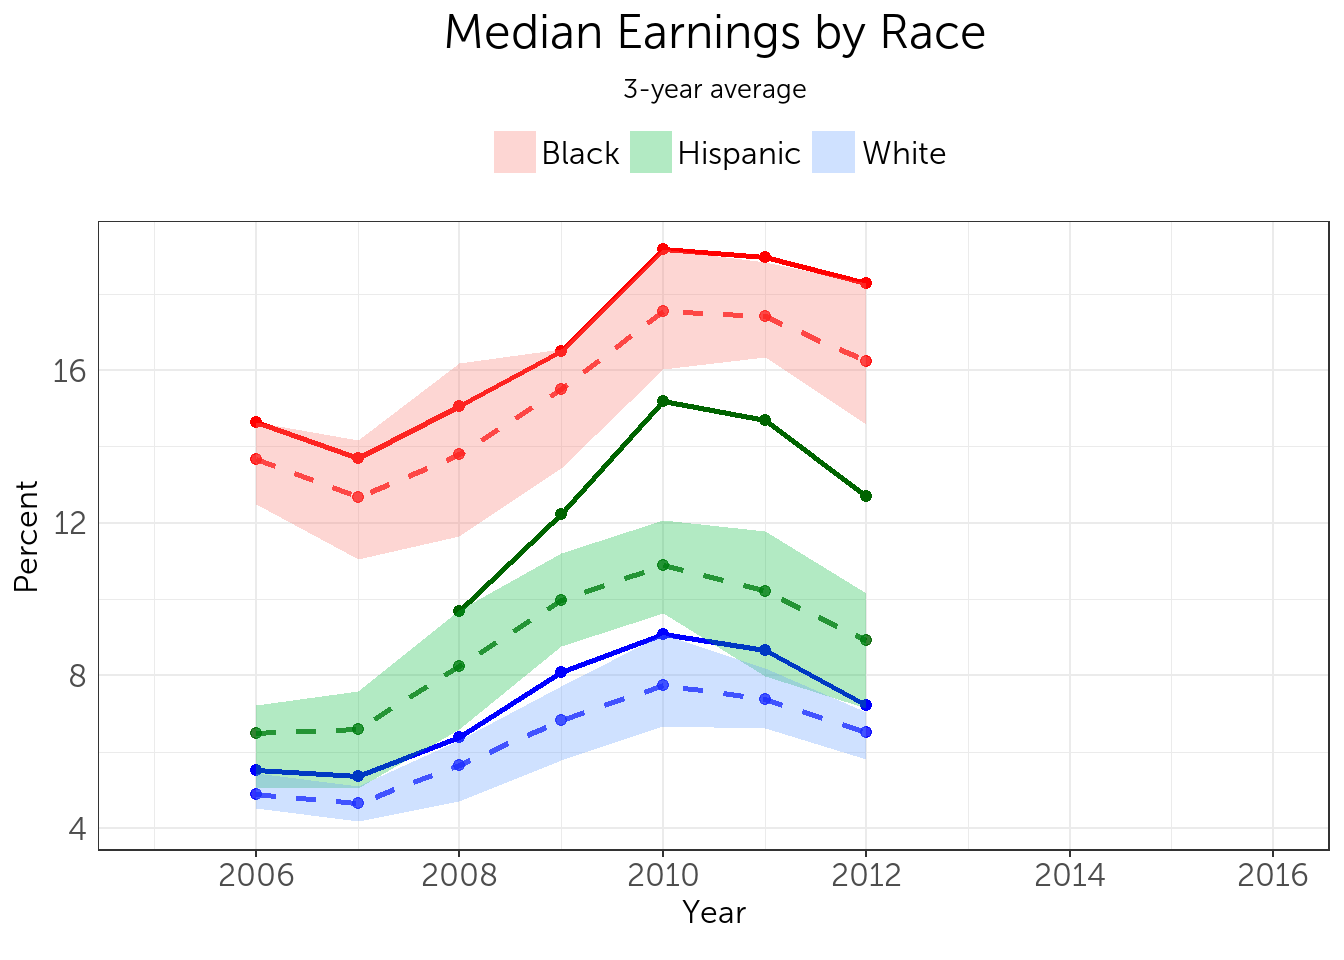 Median Earnings by Race
3-year average
Black Hispanic White
16
12
8
4
Percent
2006 2008 2010 2012 2014 2016
Year